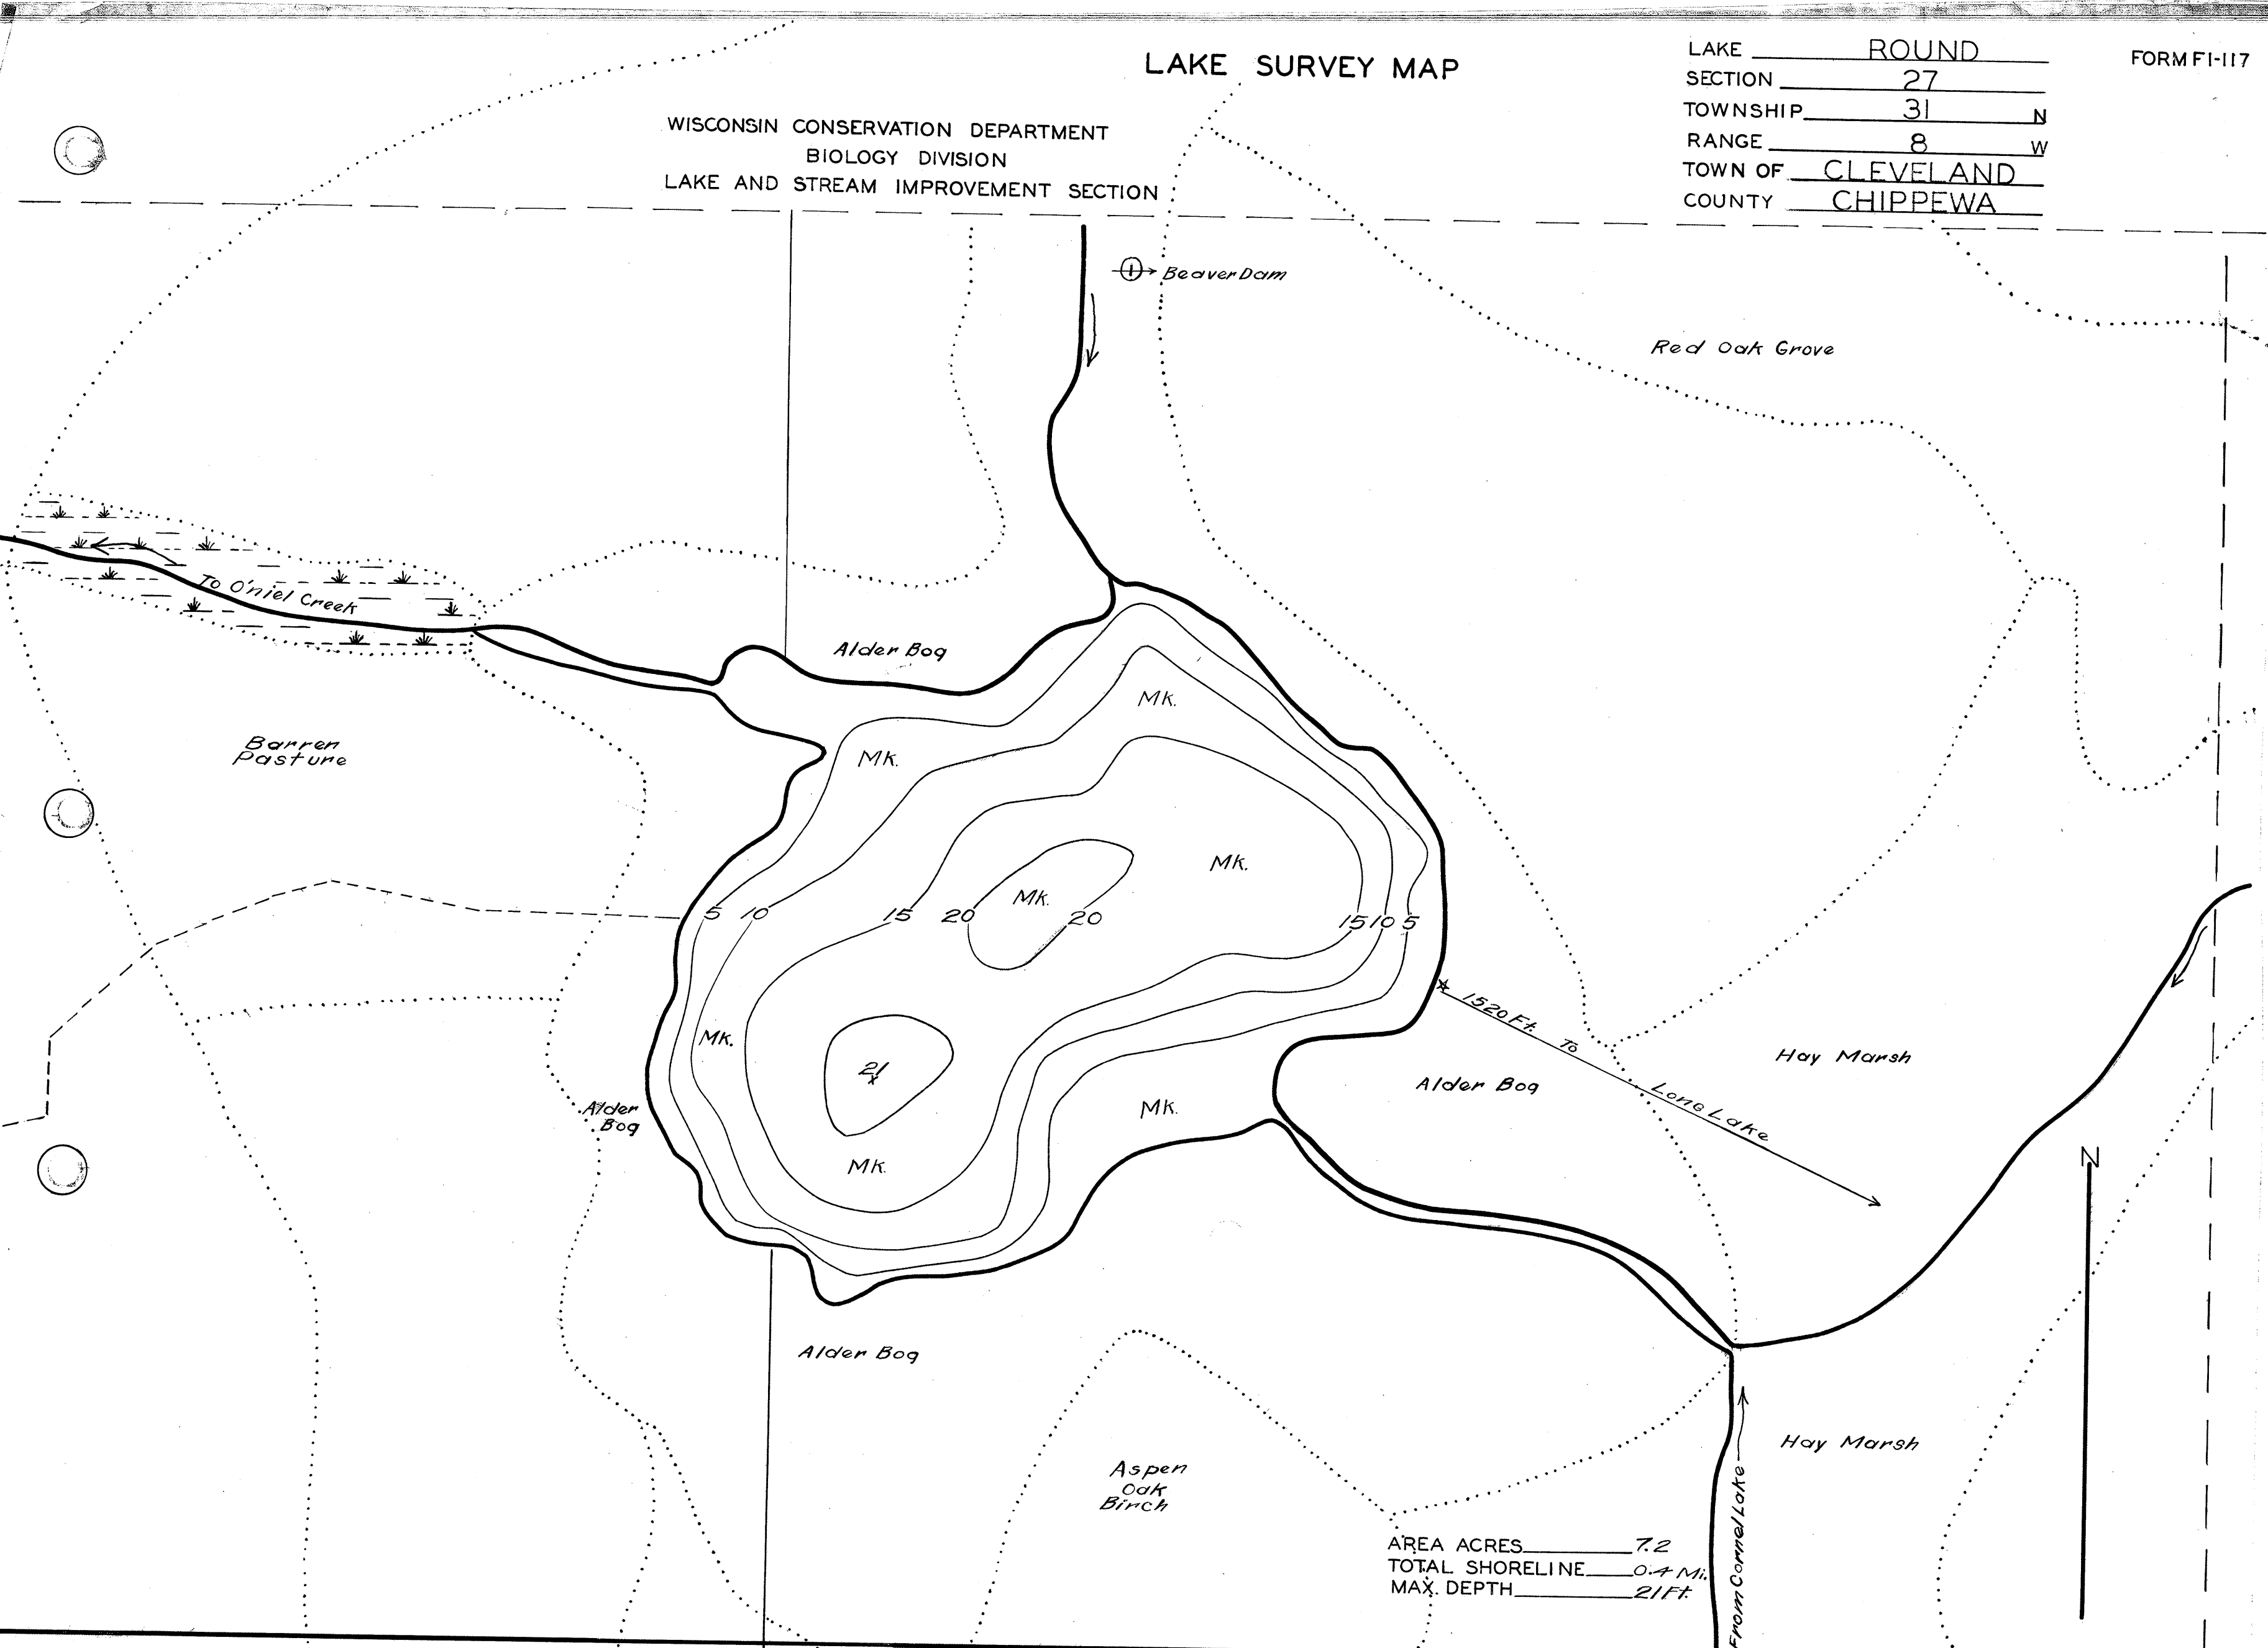 LAKE SURVEY MAP
WISCONSIN CONSERVATION DEPARTMENT
BIOLOGY DIVISION
LAKE AND STREAM IMPROVEMENT SECTION
LAKE ROUND
SECTION 27
TOWNSHIP 31 N
RANGE 8 W
TOWN OF CLEVELAND
COUNTY CHIPPEWA
FORM F1-117
1 Beaver Dam
Red Oak Grove
To O'niel Creek
Alder Bog
Mk.
Barren
Pasture
Mk.
Mk.
Mk.
5 10 15 20 20 15 10 5
1520 Ft. To Long Lake
Mk.
Hay Marsh
21
Alder Bog
Mk.
Alder
Bog
Mk.
N
Alder Bog
Hay Marsh
Aspen
Oak
Birch
From Cornel Lake
AREA ACRES 7.2
TOTAL SHORELINE 0.4 Mi.
MAX. DEPTH 21 Ft.